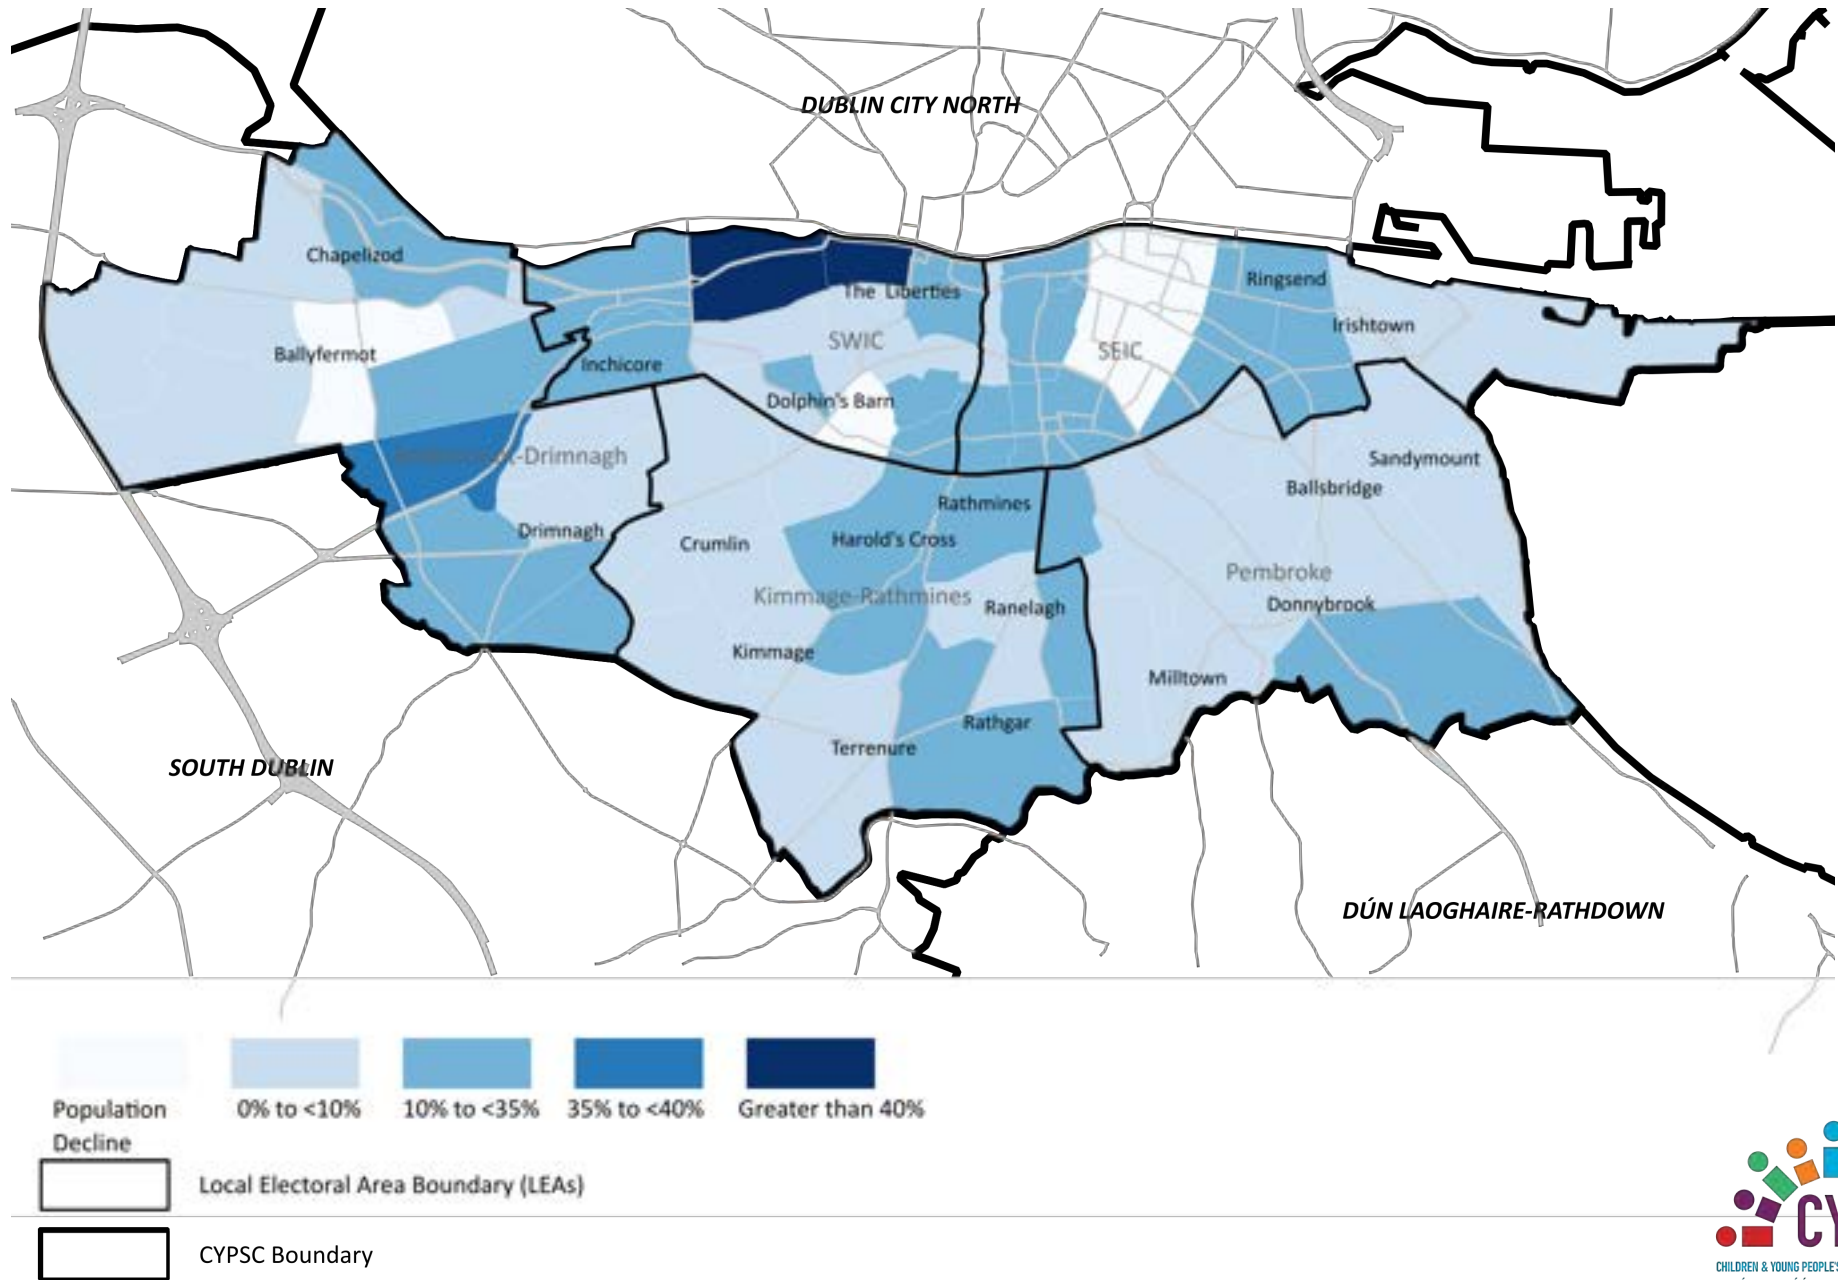 DUBLIN CITY NORTH
Chapelizod
Ringsend
The Liberties
Irishtown
SWIC
SEIC
Ballyfermot
Inchicore
Dolphin's Barn
-Drimnagh
Sandymount
Ballsbridge
Rathmines
Drimnagh
Harold's Cross
Crumlin
Pembroke
Kimmage-Rathmines
Donnybrook
Ranelagh
Kimmage
Milltown
Rathgar
Terrenure
SOUTH DUBLIN
DÚN LAOGHAIRE-RATHDOWN
Population
Decline
0% to <10%
10% to <35%
35% to <40%
Greater than 40%
Local Electoral Area Boundary (LEAs)
CYPSC Boundary
CY
CHILDREN & YOUNG PEOPLE'S